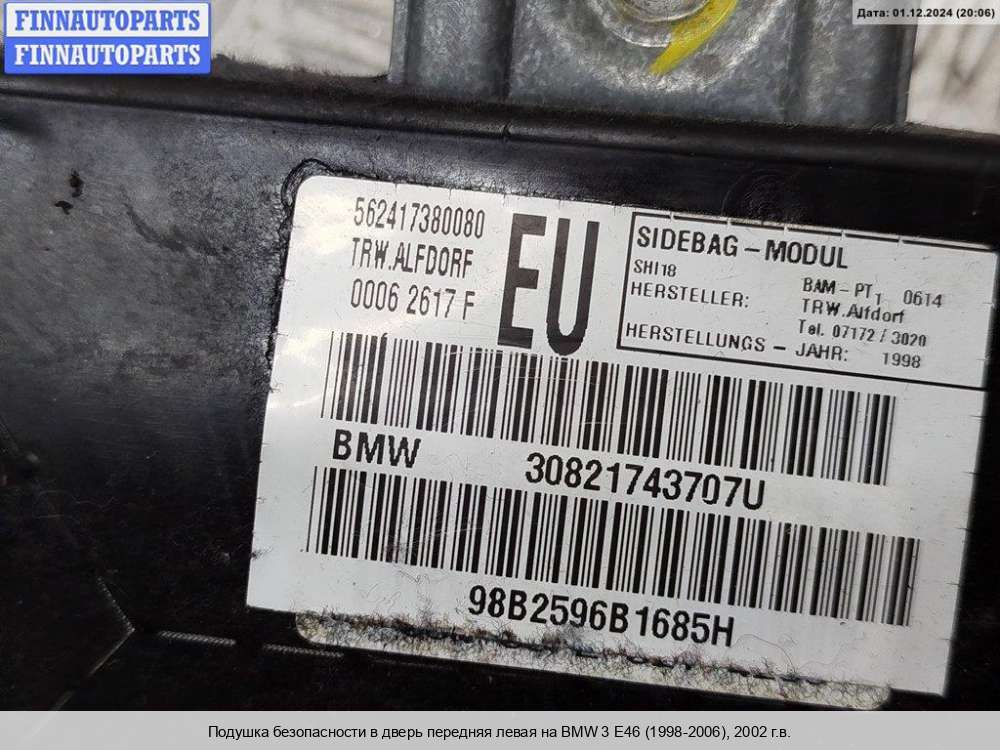 FINNAUTOPARTS
FINNAUTOPARTS
Дата: 01.12.2024 (20:06)
562417380080
TRW.ALFDORF
00062617F
EU
SIDEBAG-MODUL
SHI18
BAM-PT1 0614
HERSTELLER:
TRW.Alfdorf
Tel. 07172/3020
HERSTELLUNGS-JAHR: 1998
BMW 30821743707U
98B2596B1685H
Подушка безопасности в дверь передняя левая на BMW 3 E46 (1998-2006), 2002 г.в.